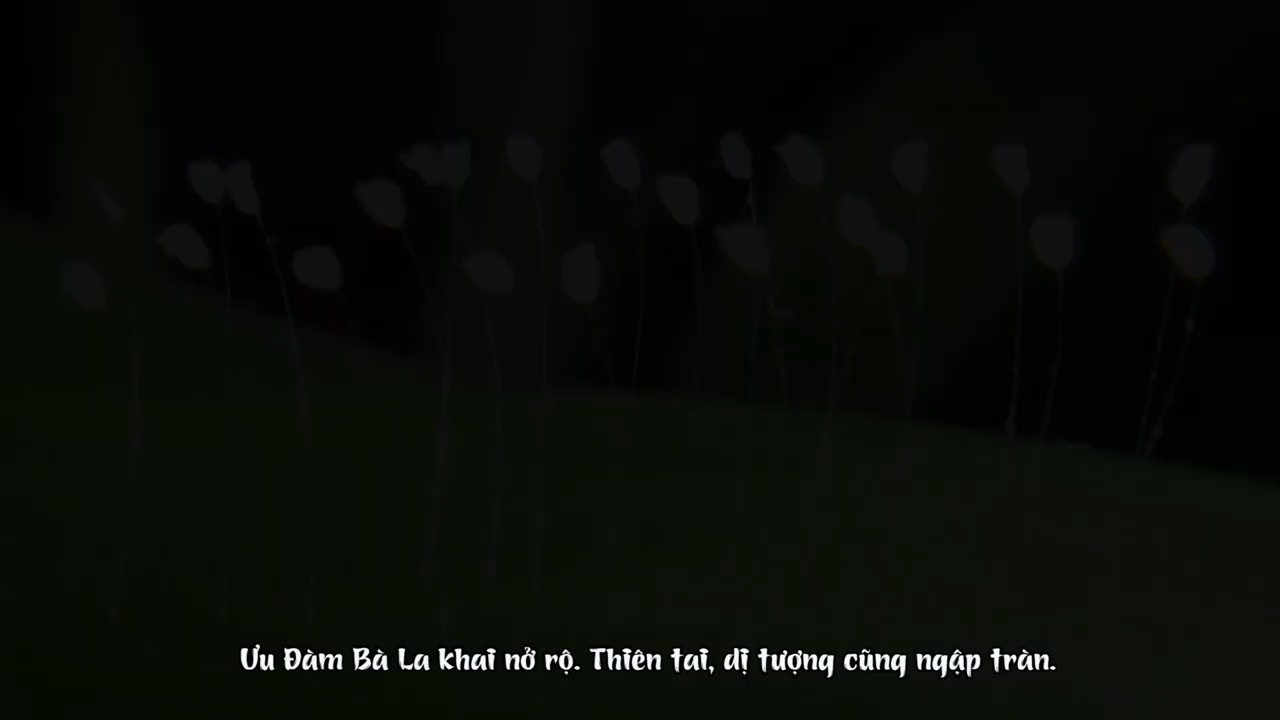 Ưu Đàm Bà La khai nở rộ. Thiên tai, dị tượng cũng ngập tràn.